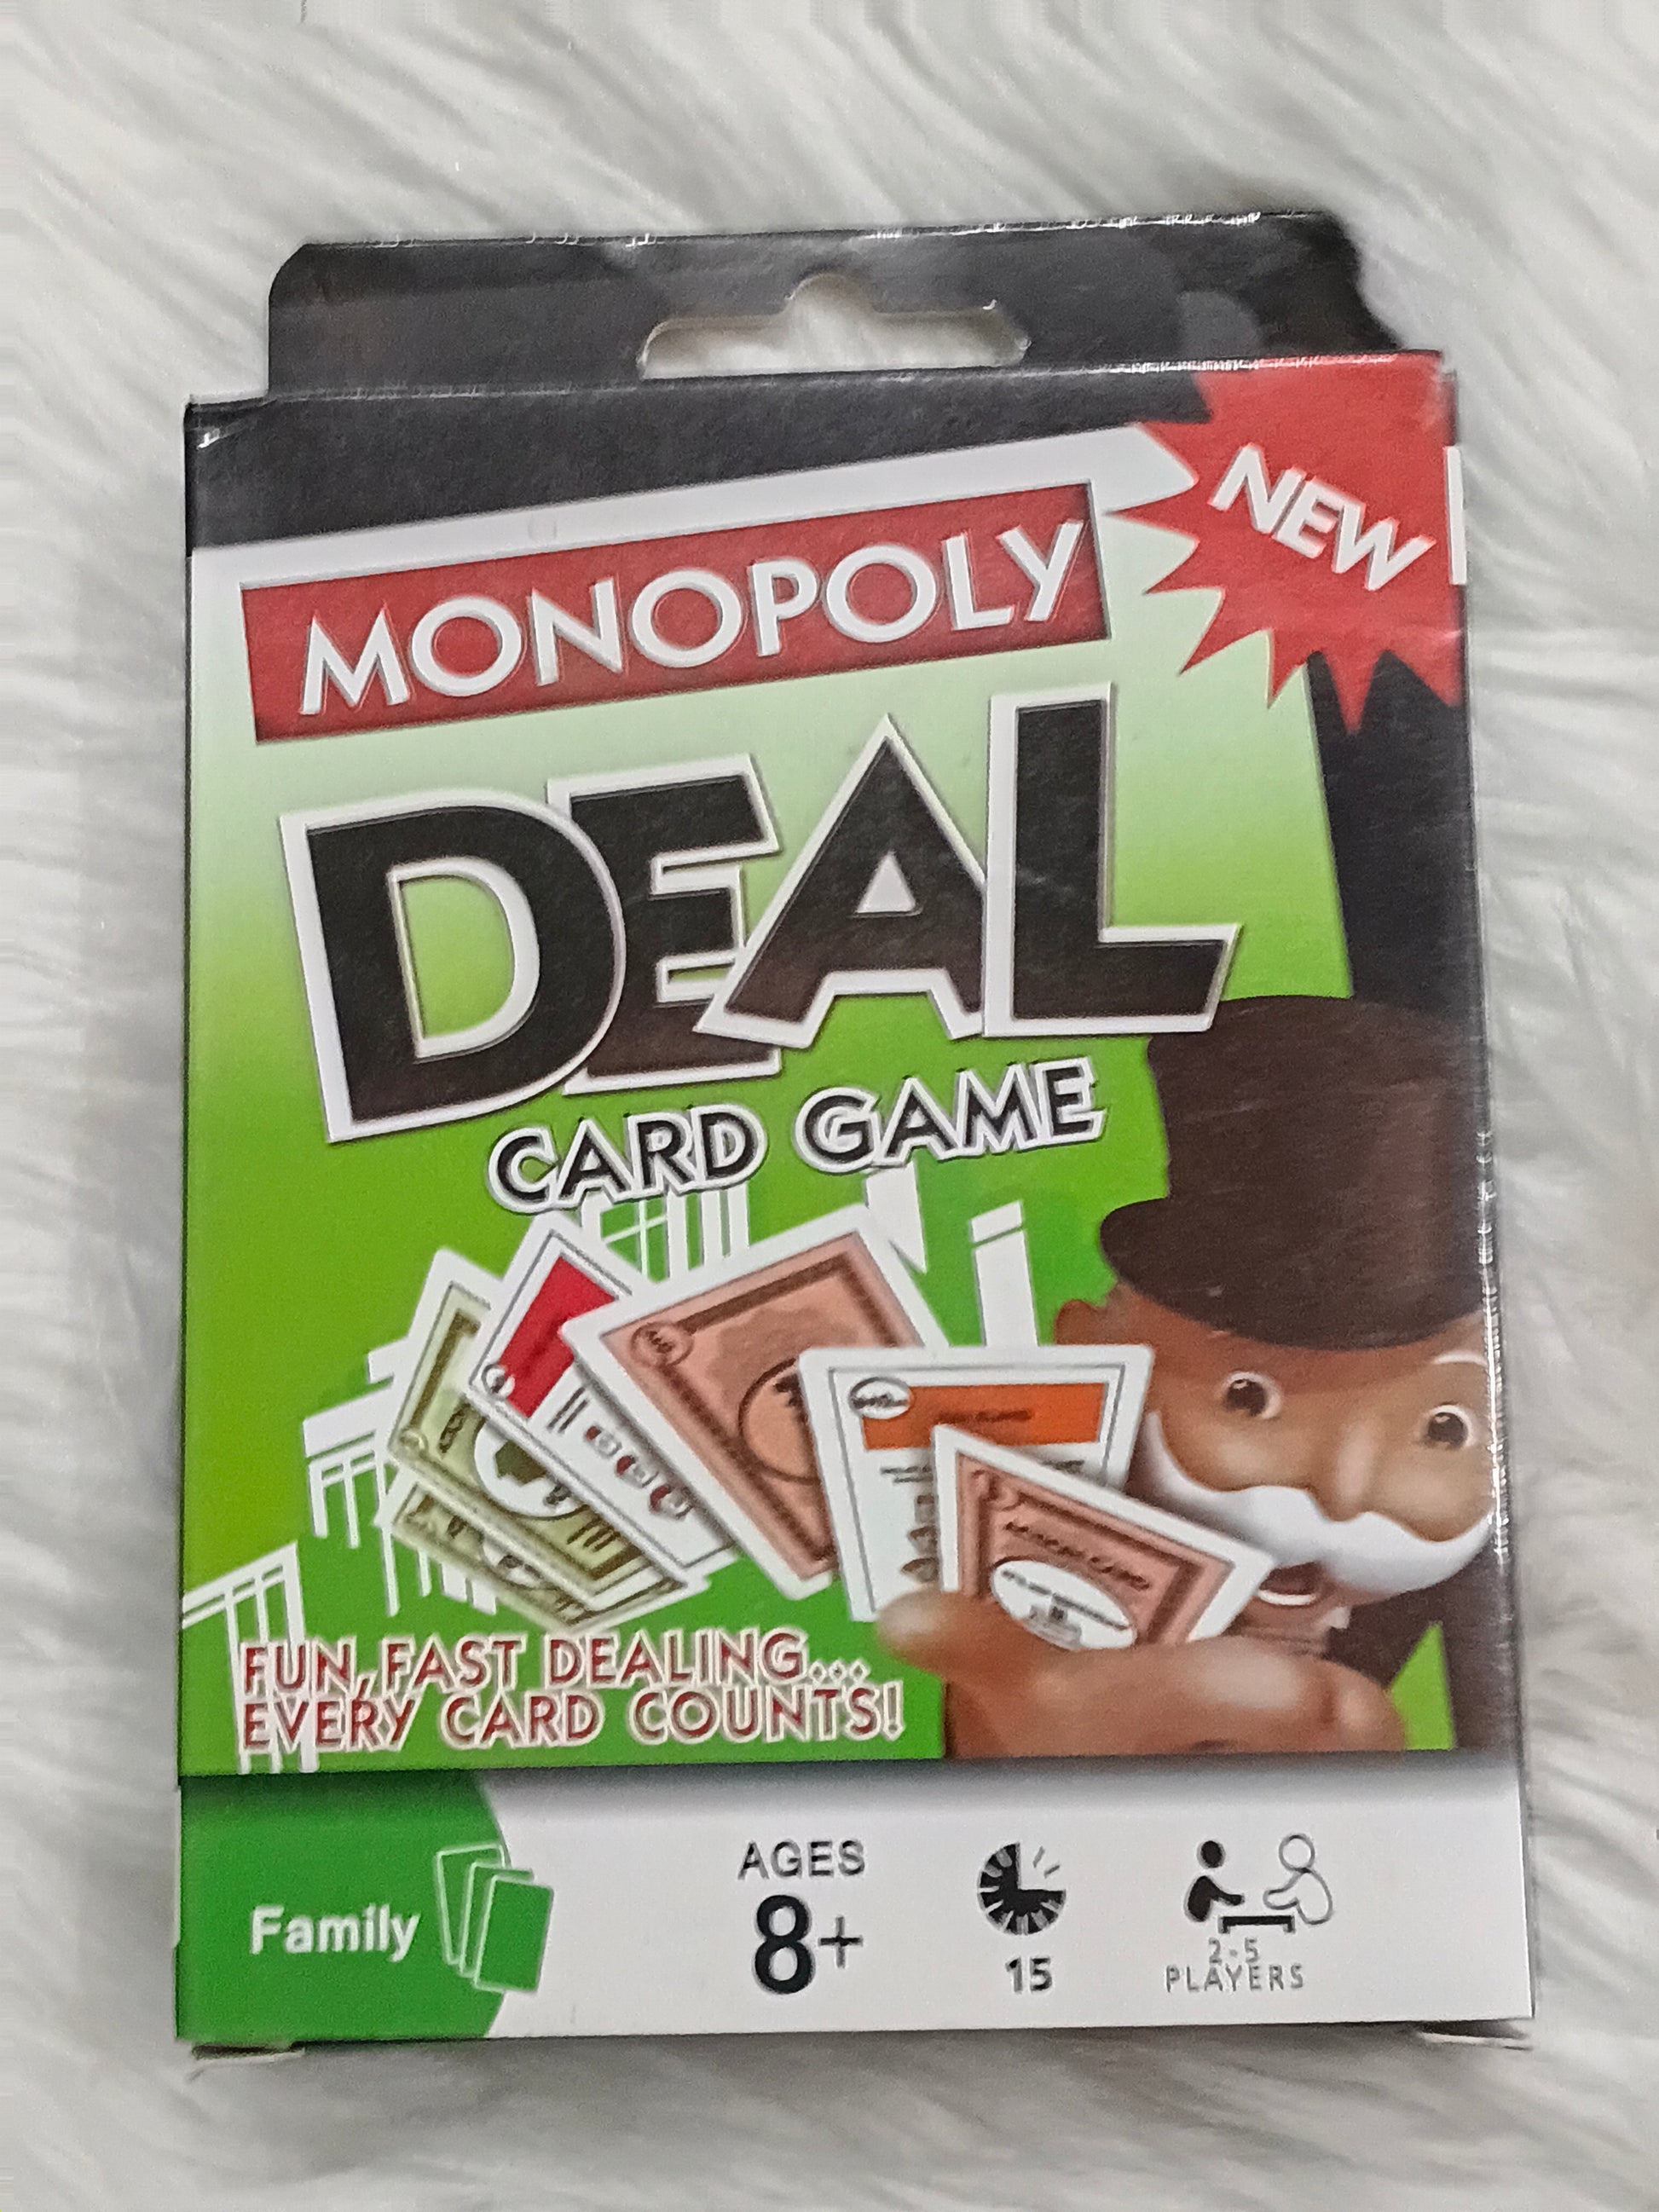 NEW
MONOPOLY
DEAL
CARD GAME
FUN, FAST DEALING...
EVERY CARD COUNTS!
Family
AGES
8+
15
2-5
PLAYERS